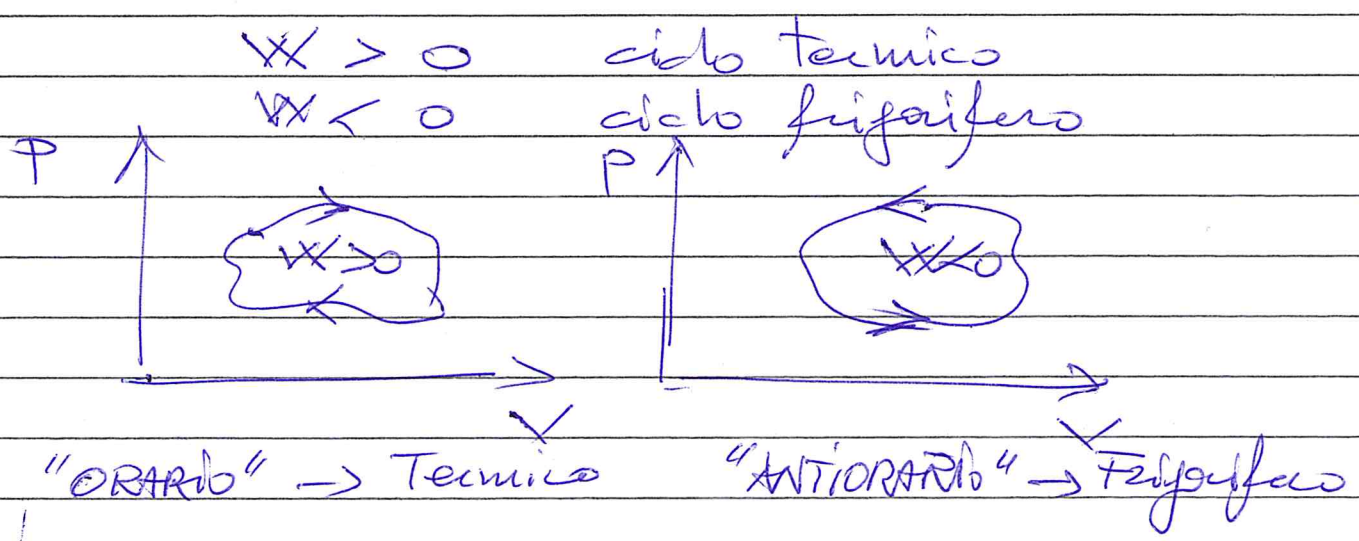 W > 0 ciclo termico
W < 0 ciclo frigorifero
P P
W>0 W<0
V V
"ORARIO" → Termico "ANTIORARIO" → Frigorifero